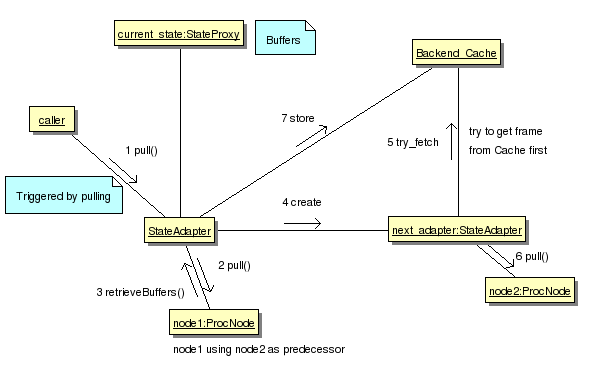 current_state:StateProxy
Buffers
Backend_Cache
caller
7 store
5 try_fetch
try to get frame
from Cache first
1 pull()
Triggered by pulling
4 create
StateAdapter
next_adapter:StateAdapter
2 pull()
6 pull()
3 retrieveBuffers()
node2:ProcNode
node1:ProcNode
node1 using node2 as predecessor